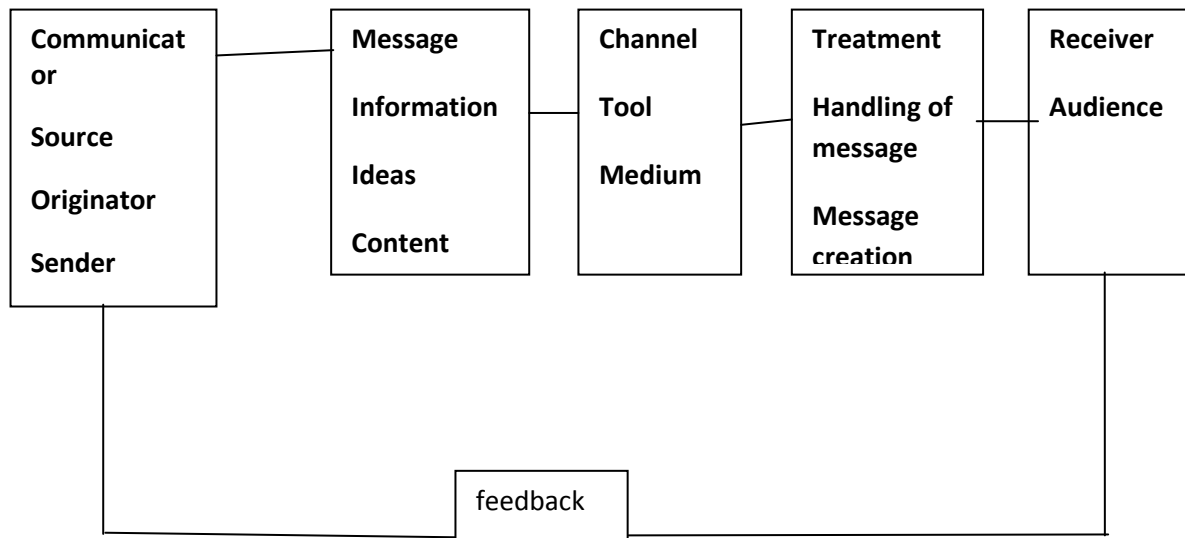 Communicat
or
Source
Originator
Sender
Message
Information
Ideas
Content
Channel
Tool
Medium
Treatment
Handling of
message
Message
creation
Receiver
Audience
feedback